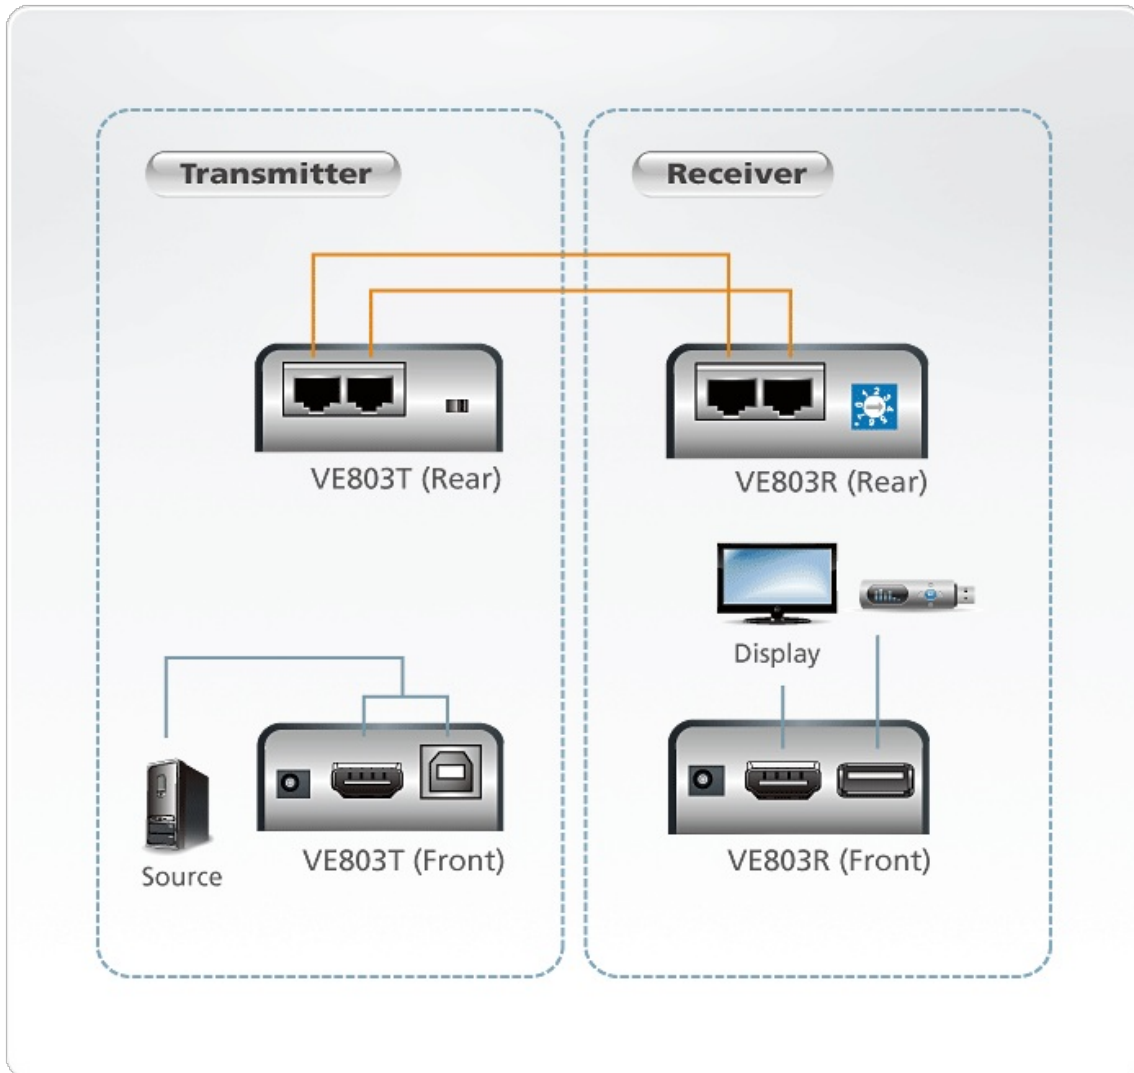 Transmitter
Receiver
VE803T (Rear)
VE803R (Rear)
Display
Source
VE803T (Front)
VE803R (Front)